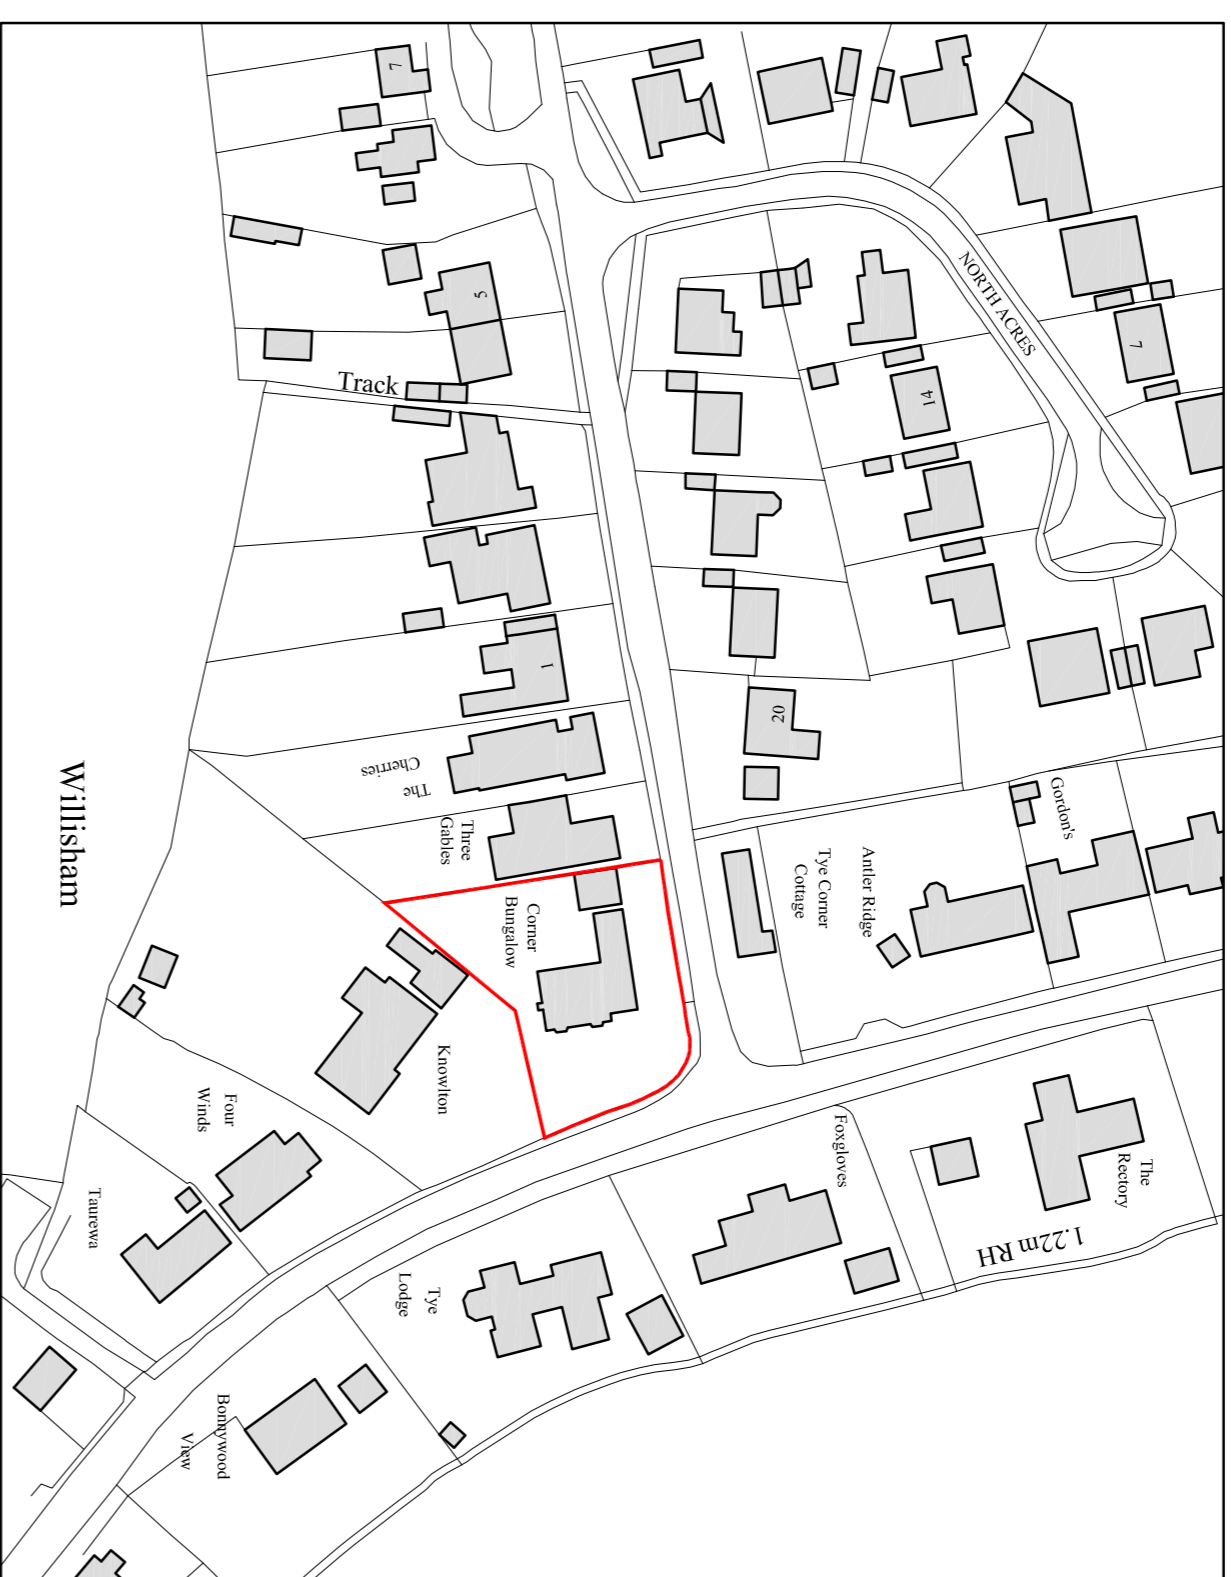 7
5
Track
NORTH ACRES
7
14
1
20
The
Cherries
Three
Gables
Gordon's
Antler Ridge
Tye Corner
Cottage
Corner
Bungalow
Willisham
Knowlton
Four
Winds
Taurewa
Foxgloves
The
Rectory
1.22m RH
Tye
Lodge
Bonnywood
View